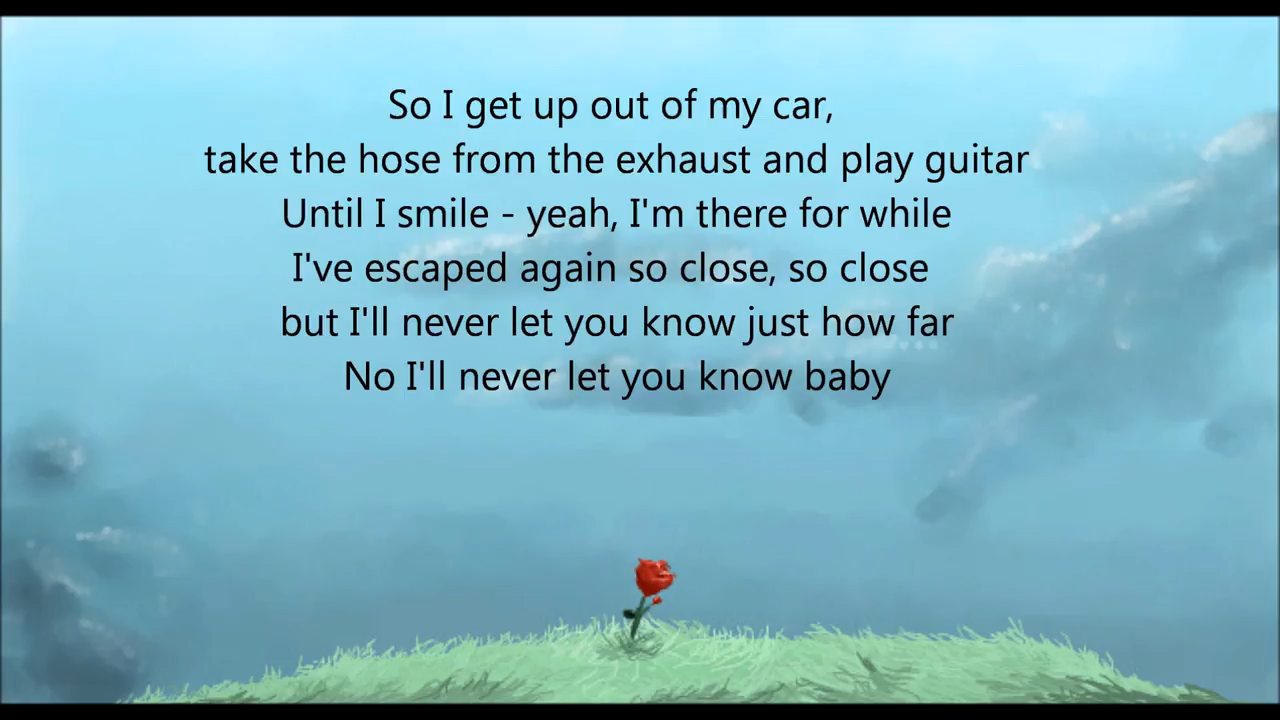 So I get up out of my car,
take the hose from the exhaust and play guitar
Until I smile - yeah, I'm there for while
I've escaped again so close, so close
but I'll never let you know just how far
No I'll never let you know baby